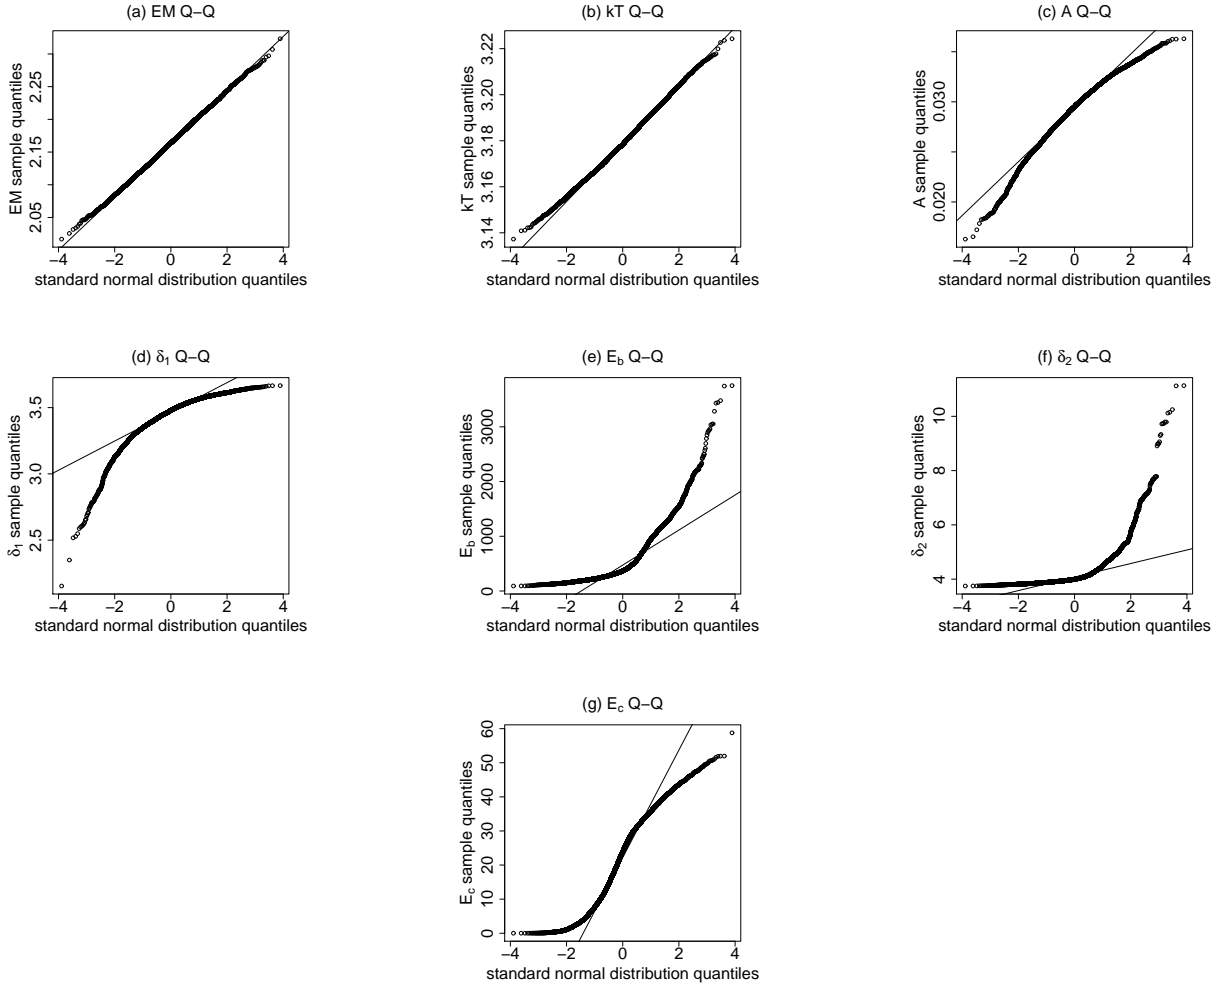 (a) EM Q−Q
EM sample quantiles
2.05 2.15 2.25
−4 −2 0 2 4
standard normal distribution quantiles
(b) kT Q−Q
kT sample quantiles
3.14 3.16 3.18 3.20 3.22
−4 −2 0 2 4
standard normal distribution quantiles
(c) A Q−Q
A sample quantiles
0.020 0.030
−4 −2 0 2 4
standard normal distribution quantiles
(d) δ₁ Q−Q
δ₁ sample quantiles
2.5 3.0 3.5
−4 −2 0 2 4
standard normal distribution quantiles
(e) E_b Q−Q
E_b sample quantiles
0 1000 2000 3000
−4 −2 0 2 4
standard normal distribution quantiles
(f) δ₂ Q−Q
δ₂ sample quantiles
4 6 8 10
−4 −2 0 2 4
standard normal distribution quantiles
(g) E_c Q−Q
E_c sample quantiles
0 10 20 30 40 50 60
−4 −2 0 2 4
standard normal distribution quantiles